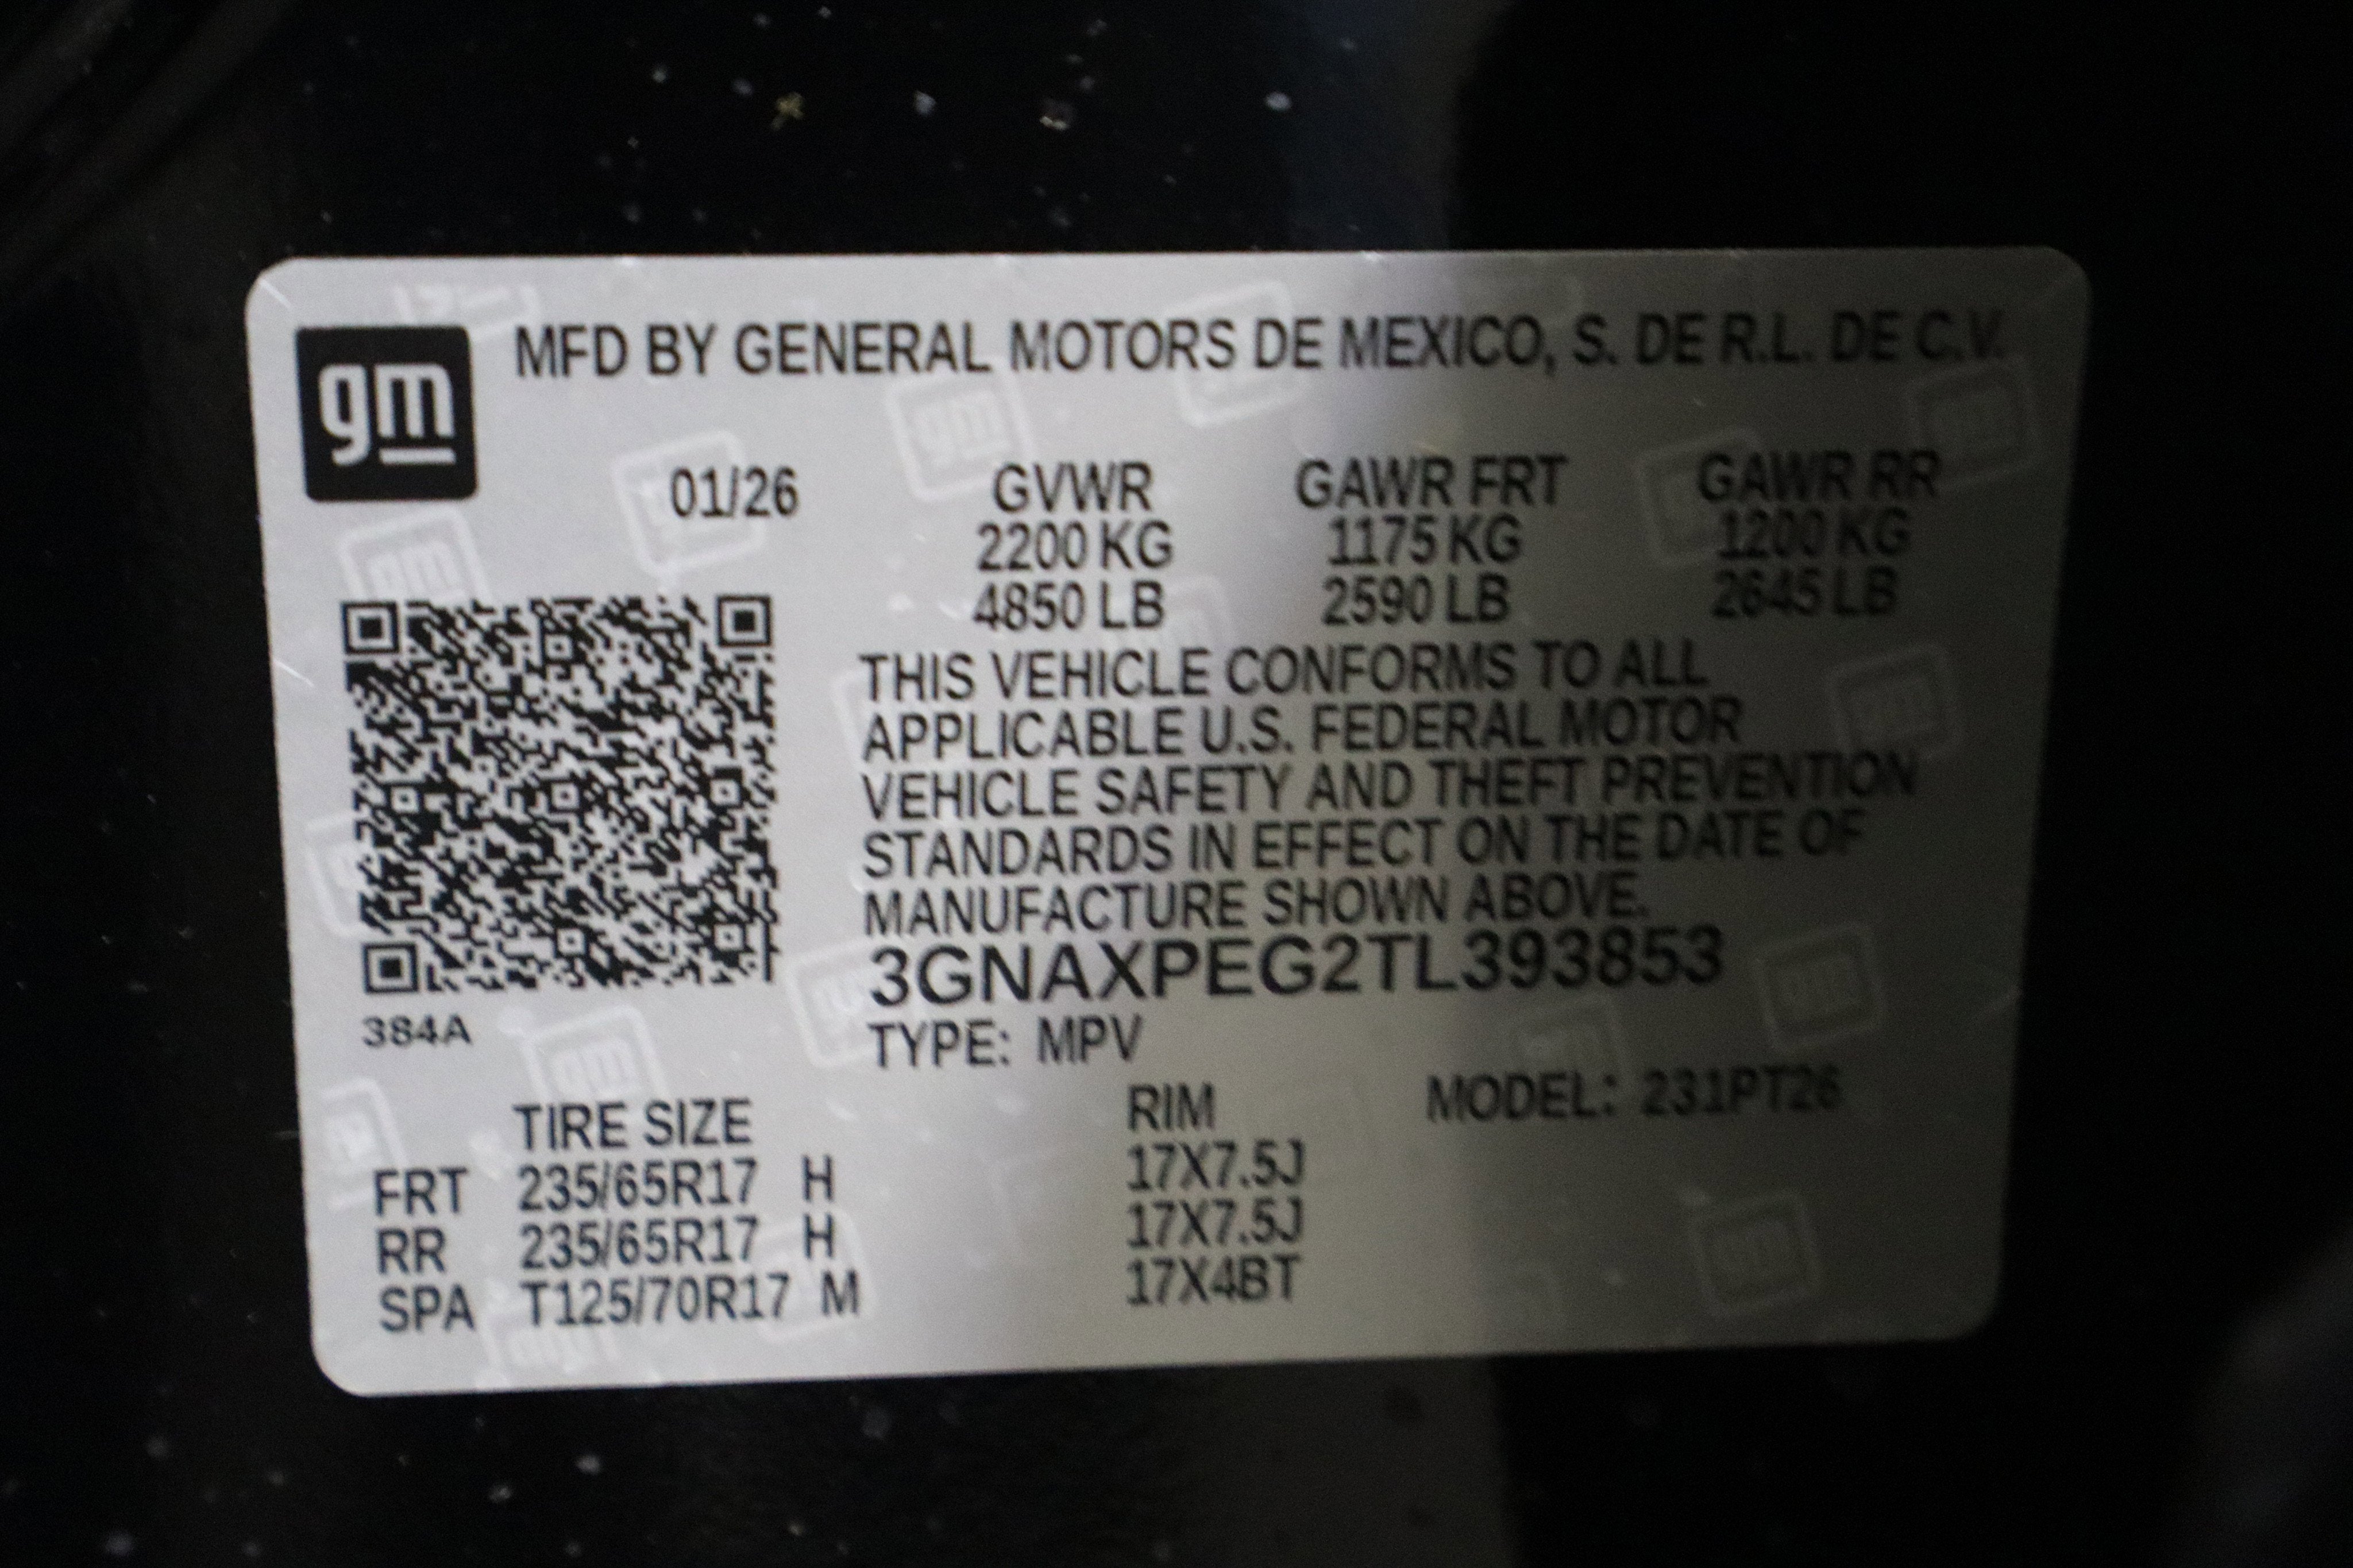 gm MFD BY GENERAL MOTORS DE MEXICO, S. DE R.L. DE C.V.
01/26 GVWR GAWR FRT GAWR RR
2200 KG 1175 KG 1200 KG
4850 LB 2590 LB 2645 LB
THIS VEHICLE CONFORMS TO ALL
APPLICABLE U.S. FEDERAL MOTOR
VEHICLE SAFETY AND THEFT PREVENTION
STANDARDS IN EFFECT ON THE DATE OF
MANUFACTURE SHOWN ABOVE.
3GNAXPEG2TL393853
384A
TYPE: MPV
TIRE SIZE RIM MODEL: 231PT26
FRT 235/65R17 H 17X7.5J
RR 235/65R17 H 17X7.5J
SPA T125/70R17 M 17X4BT